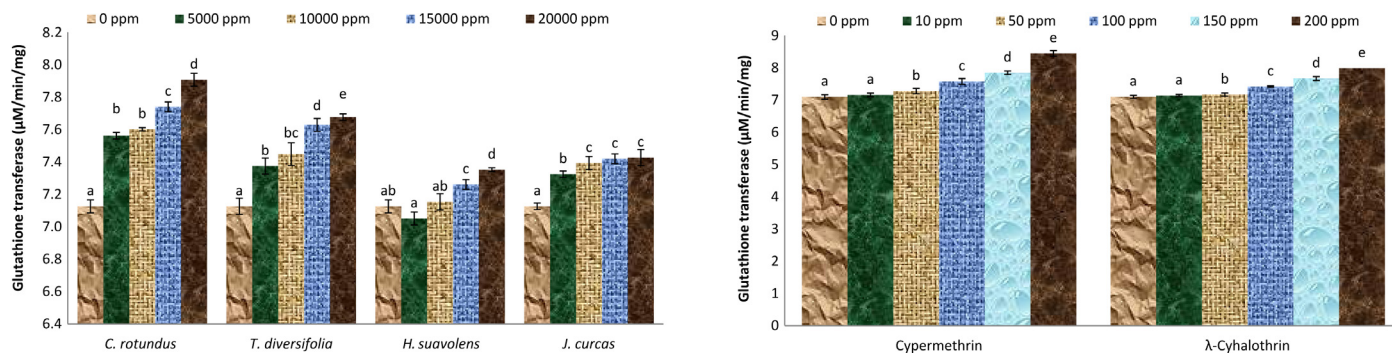 0 ppm 5000 ppm 10000 ppm 15000 ppm 20000 ppm
Glutathione transferase (µM/min/mg)
8.2
8.0
7.8
7.6
7.4
7.2
7.0
6.8
6.6
6.4
a b b c d
a b bc d e
ab a ab c d
a b c c c
C. rotundus T. diversifolia H. suavolens J. curcas
0 ppm 10 ppm 50 ppm 100 ppm 150 ppm 200 ppm
Glutathione transferase (µM/min/mg)
9
8
7
6
5
4
3
2
1
0
a a b c d e
a a b c d e
Cypermethrin λ-Cyhalothrin